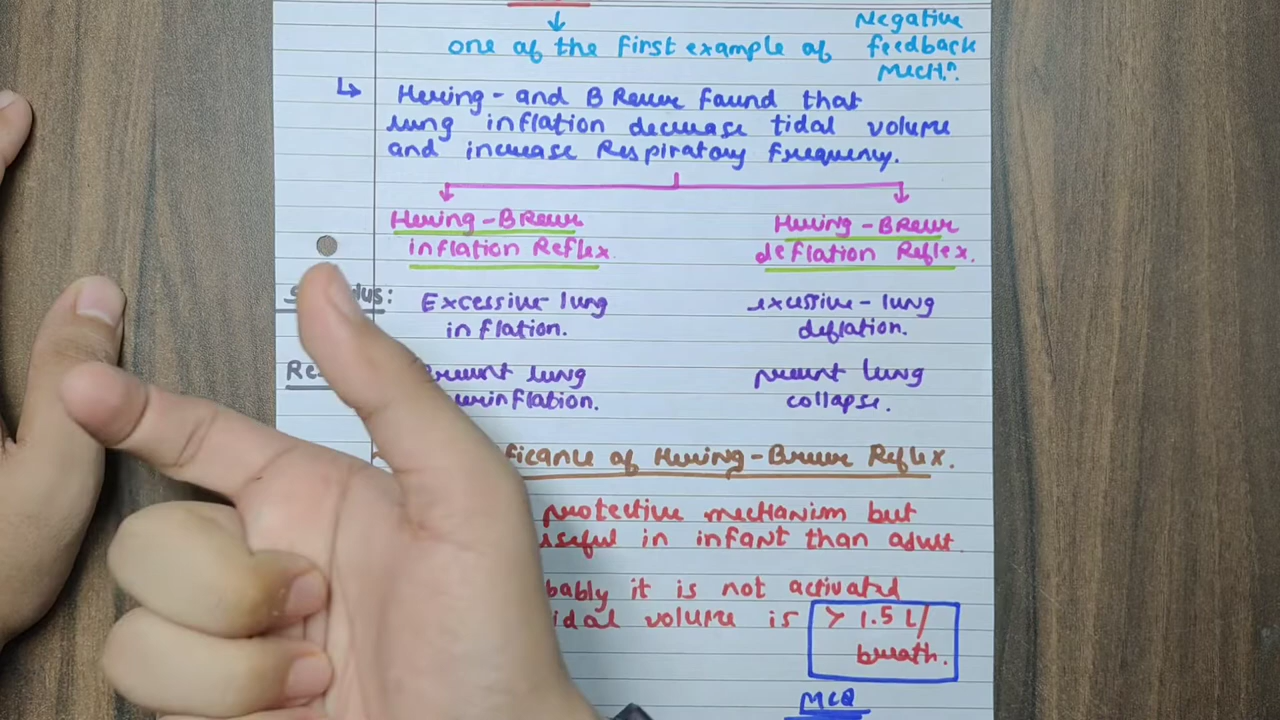 Negative
one of the first example of feedback
Mechⁿ.
↳ Hering - and Breuer found that
lung inflation decrease tidal volume
and increase Respiratory frequency.
Hering - Breuer Hering - Breuer
inflation Reflex. deflation Reflex.
Excessive lung excessive - lung
inflation. deflation.
prevent lung
collapse.
of Hering - Breuer Reflex.
protective mechanism but
in infant than adult.
it is not activated
volume is > 1.5 L/
breath.
MCQ